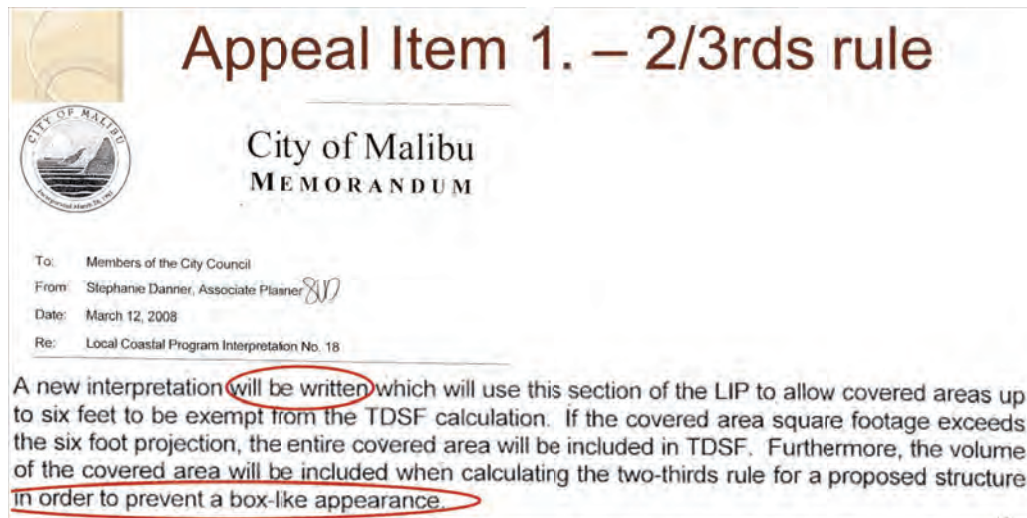 Appeal Item 1. – 2/3rds rule
CITY OF MALIBU
City of Malibu
MEMORANDUM
To: Members of the City Council
From Stephanie Danner, Associate Planner
Date: March 12, 2008
Re: Local Coastal Program Interpretation No. 18
A new interpretation will be written which will use this section of the LIP to allow covered areas up
to six feet to be exempt from the TDSF calculation. If the covered area square footage exceeds
the six foot projection, the entire covered area will be included in TDSF. Furthermore, the volume
of the covered area will be included when calculating the two-thirds rule for a proposed structure
in order to prevent a box-like appearance.